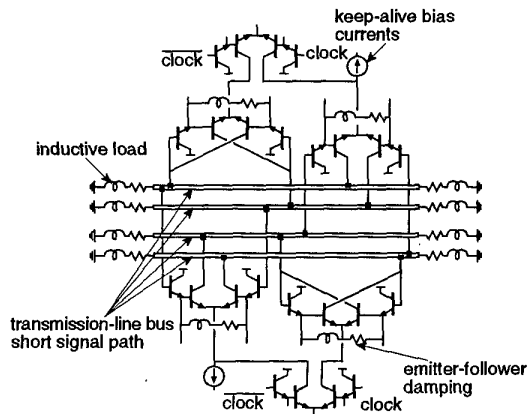 keep-alive bias
currents
clock
clock
inductive load
transmission-line bus
short signal path
emitter-follower
damping
clock
clock